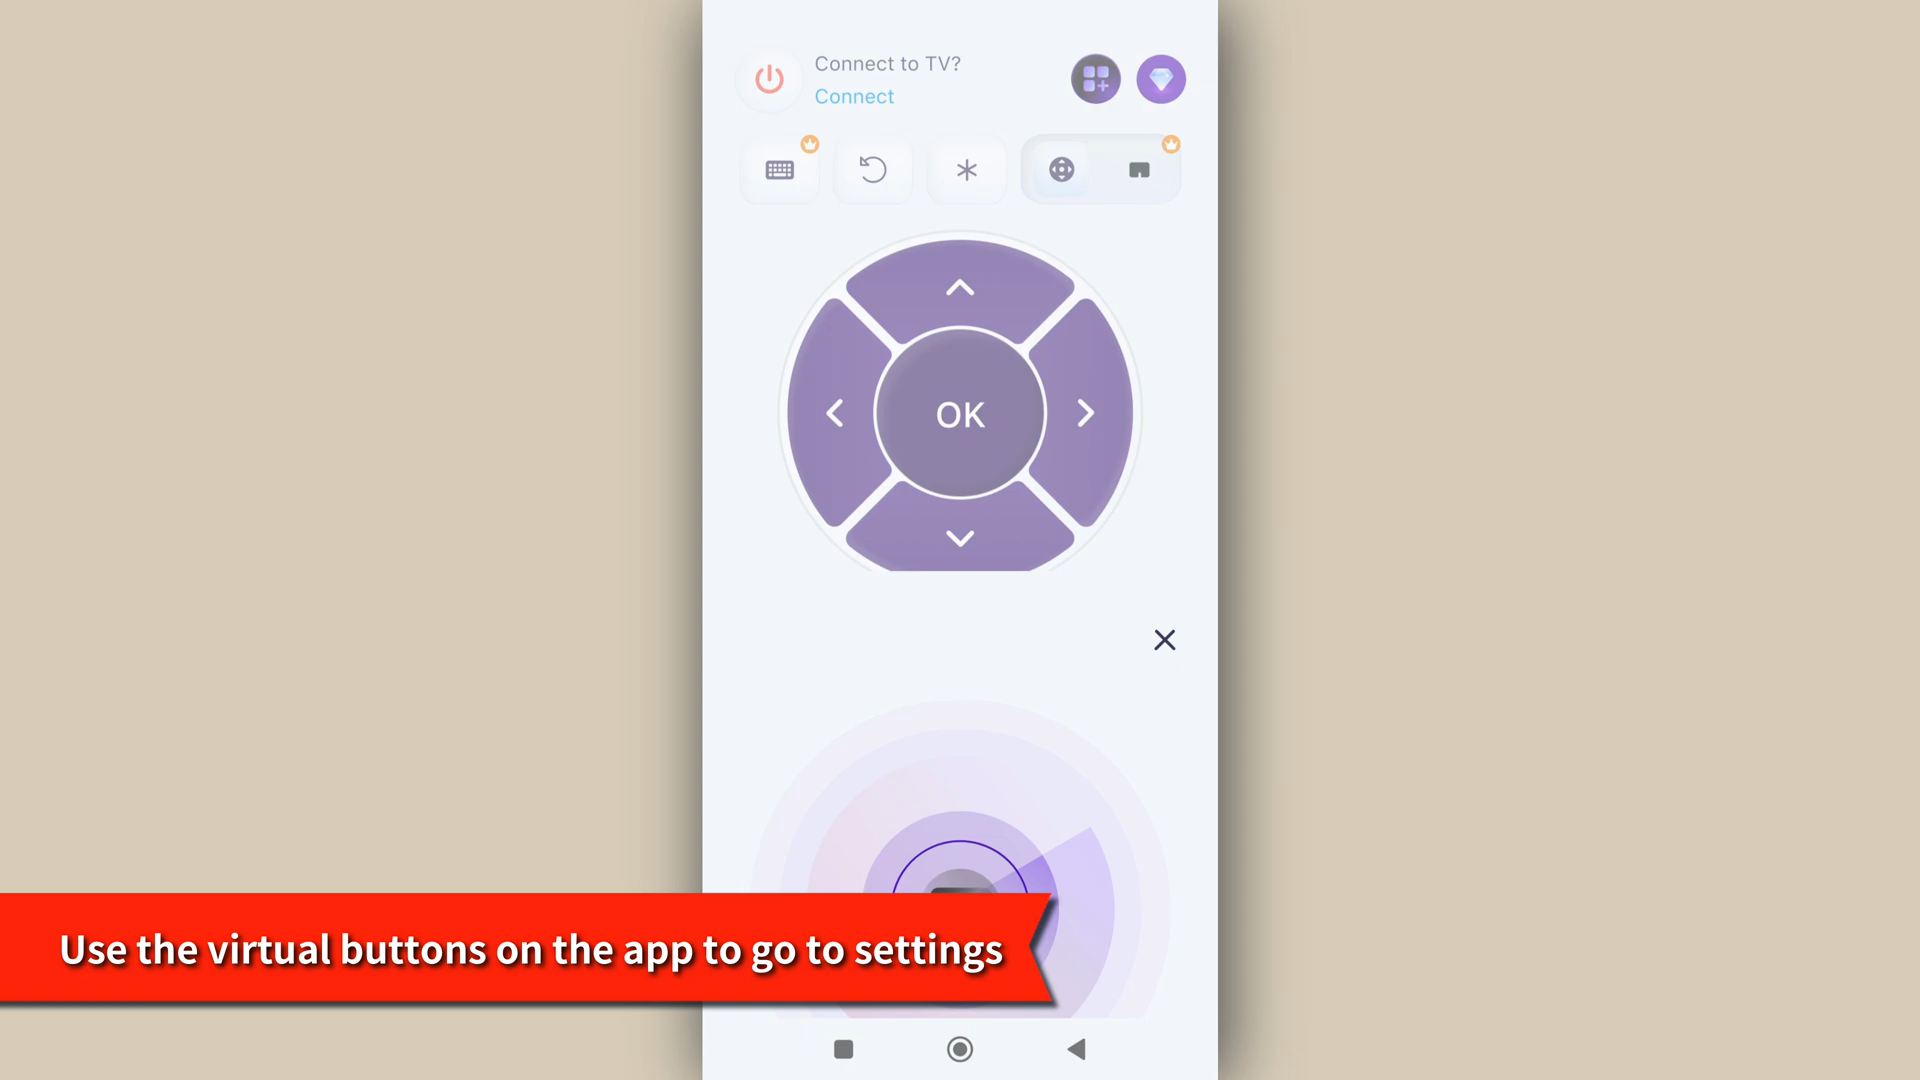 Connect to TV?
Connect
OK
Use the virtual buttons on the app to go to settings